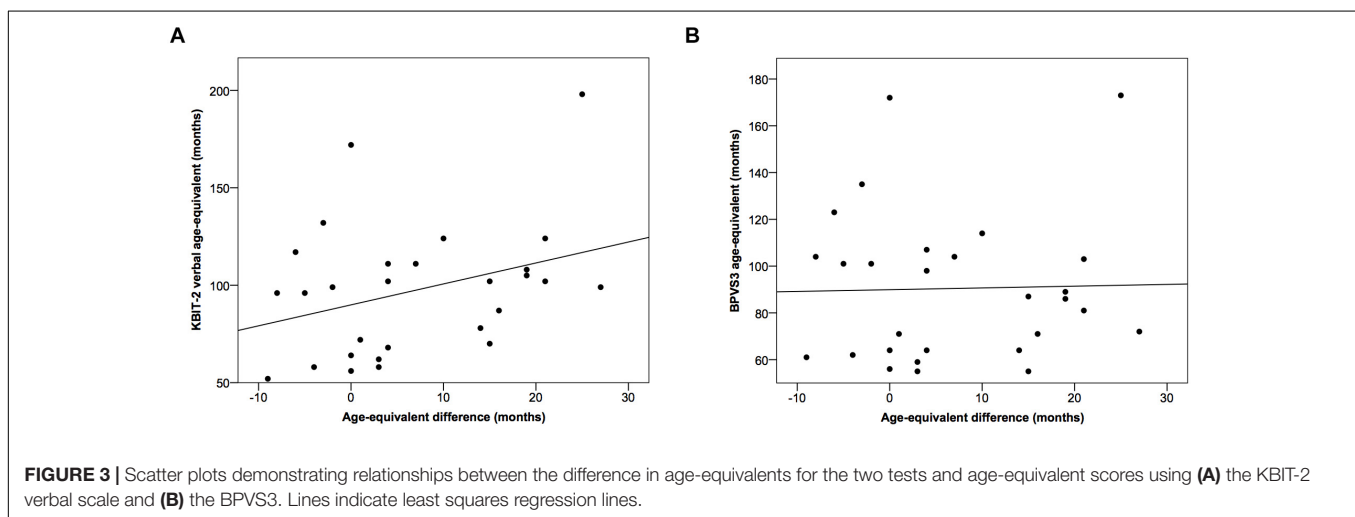 A
200
150
100
50
-10 0 10 20 30
KBIT-2 verbal age-equivalent (months)
Age-equivalent difference (months)
B
180
160
140
120
100
80
60
-10 0 10 20 30
BPVS3 age-equivalent (months)
Age-equivalent difference (months)
FIGURE 3 | Scatter plots demonstrating relationships between the difference in age-equivalents for the two tests and age-equivalent scores using (A) the KBIT-2
verbal scale and (B) the BPVS3. Lines indicate least squares regression lines.